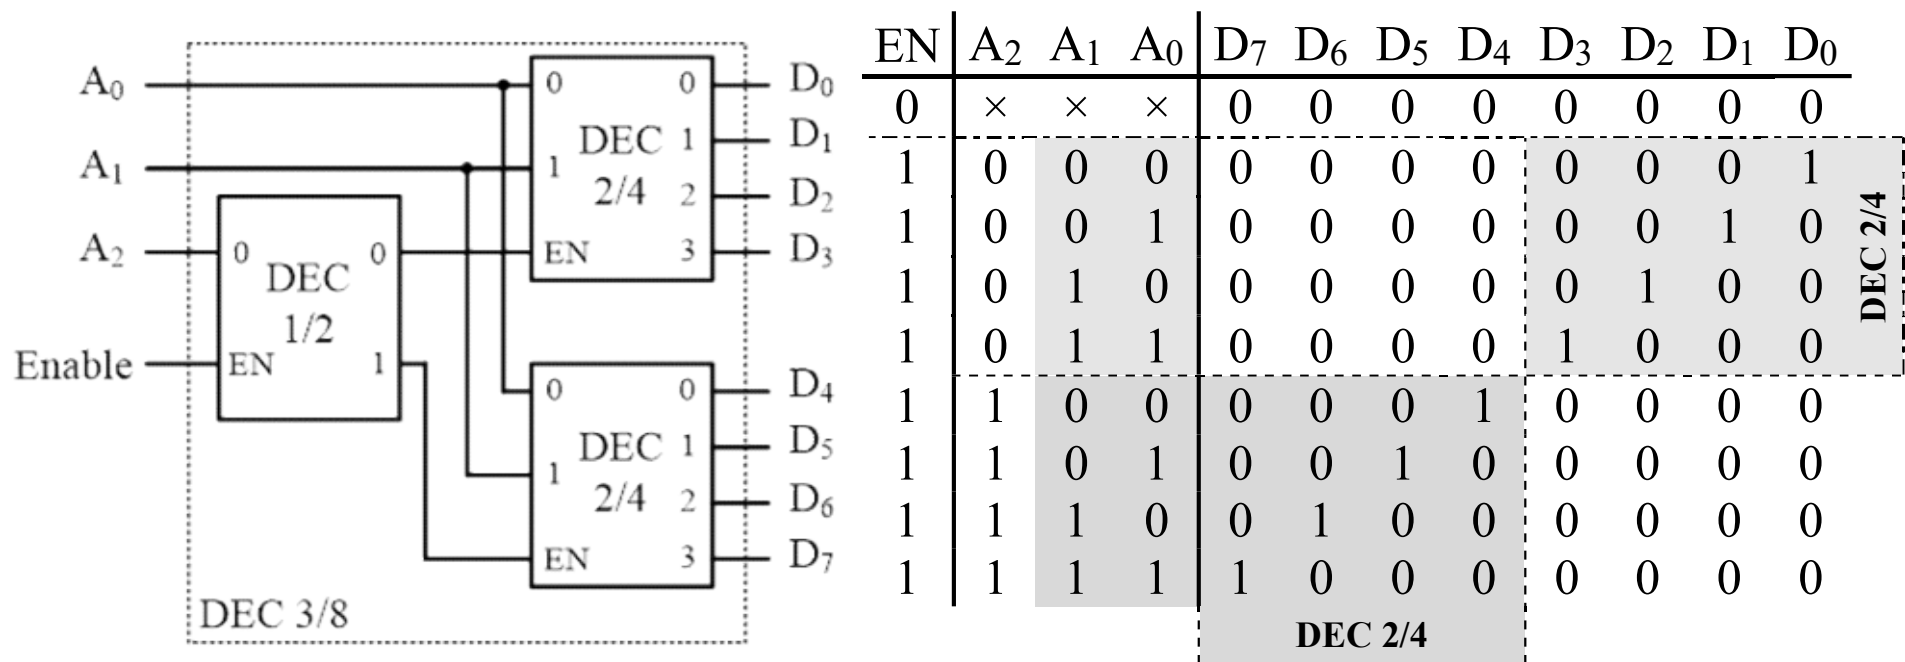 A₀ 0 0 D₀
DEC 1 D₁
A₁ 1 2/4 2 D₂
A₂ 0 0 EN 3 D₃
DEC
1/2
Enable EN 1
0 0 D₄
DEC 1 D₅
1 2/4 2 D₆
EN 3 D₇
DEC 3/8
EN A₂ A₁ A₀ D₇ D₆ D₅ D₄ D₃ D₂ D₁ D₀
0 × × × 0 0 0 0 0 0 0 0
1 0 0 0 0 0 0 0 0 0 0 1
1 0 0 1 0 0 0 0 0 0 1 0
1 0 1 0 0 0 0 0 0 1 0 0
1 0 1 1 0 0 0 0 1 0 0 0
DEC 2/4
1 1 0 0 0 0 0 1 0 0 0 0
1 1 0 1 0 0 1 0 0 0 0 0
1 1 1 0 0 1 0 0 0 0 0 0
1 1 1 1 1 0 0 0 0 0 0 0
DEC 2/4